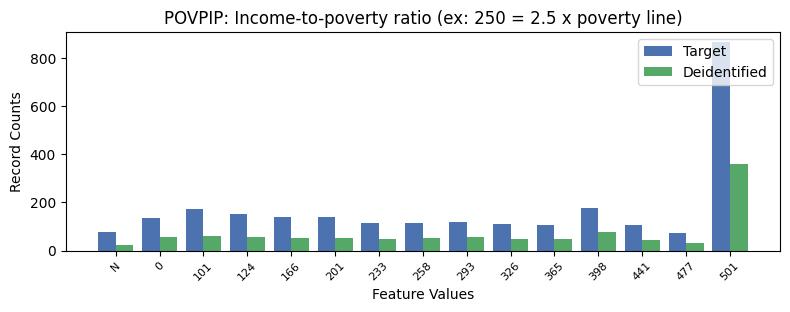 POVPIP: Income-to-poverty ratio (ex: 250 = 2.5 x poverty line)
Target
Deidentified
Record Counts
800
600
400
200
0
N 0 101 124 166 201 233 258 293 326 365 398 441 477 501
Feature Values